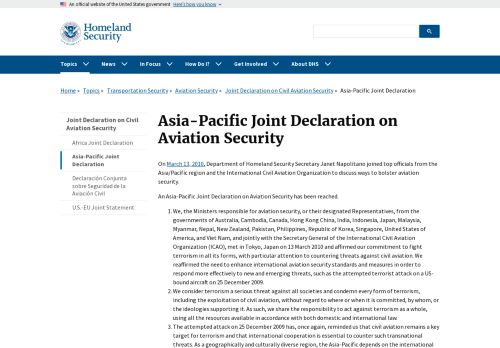 An official website of the United States government Here's how you know
Homeland
Security
Topics News In Focus How Do I? Get Involved About DHS
Home » Topics » Transportation Security » Aviation Security » Joint Declaration on Civil Aviation Security » Asia-Pacific Joint Declaration
Joint Declaration on Civil
Aviation Security
Africa Joint Declaration
Asia-Pacific Joint
Declaration
Declaración Conjunta
sobre Seguridad de la
Aviación Civil
U.S.-EU Joint Statement
Asia-Pacific Joint Declaration on
Aviation Security
On March 13, 2010, Department of Homeland Security Secretary Janet Napolitano joined top officials from the
Asia/Pacific region and the International Civil Aviation Organization to discuss ways to bolster aviation
security.
An Asia-Pacific Joint Declaration on Aviation Security has been reached.
1. We, the Ministers responsible for aviation security, or their designated Representatives, from the
governments of Australia, Cambodia, Canada, Hong Kong China, India, Indonesia, Japan, Malaysia,
Myanmar, Nepal, New Zealand, Pakistan, Philippines, Republic of Korea, Singapore, United States of
America, and Viet Nam, and jointly with the Secretary General of the International Civil Aviation
Organization (ICAO), met in Tokyo, Japan on 13 March 2010 and affirmed our commitment to fight
terrorism in all its forms, with particular attention to countering threats against civil aviation. We
reaffirmed the need to enhance international aviation security standards and measures in order to
respond more effectively to new and emerging threats, such as the attempted terrorist attack on a US-
bound aircraft on 25 December 2009.
2. We consider terrorism a serious threat against all societies and condemn every form of terrorism,
including the exploitation of civil aviation, without regard to where or when it is committed, by whom, or
the ideologies supporting it. As such, we share the responsibility to act against terrorism as a whole,
using all the resources available in accordance with both domestic and international law.
3. The attempted attack on 25 December 2009 has, once again, reminded us that civil aviation remains a key
target for terrorism and that international cooperation is essential to counter such transnational
threats. As a geographically and culturally diverse region, the Asia-Pacific depends on the international